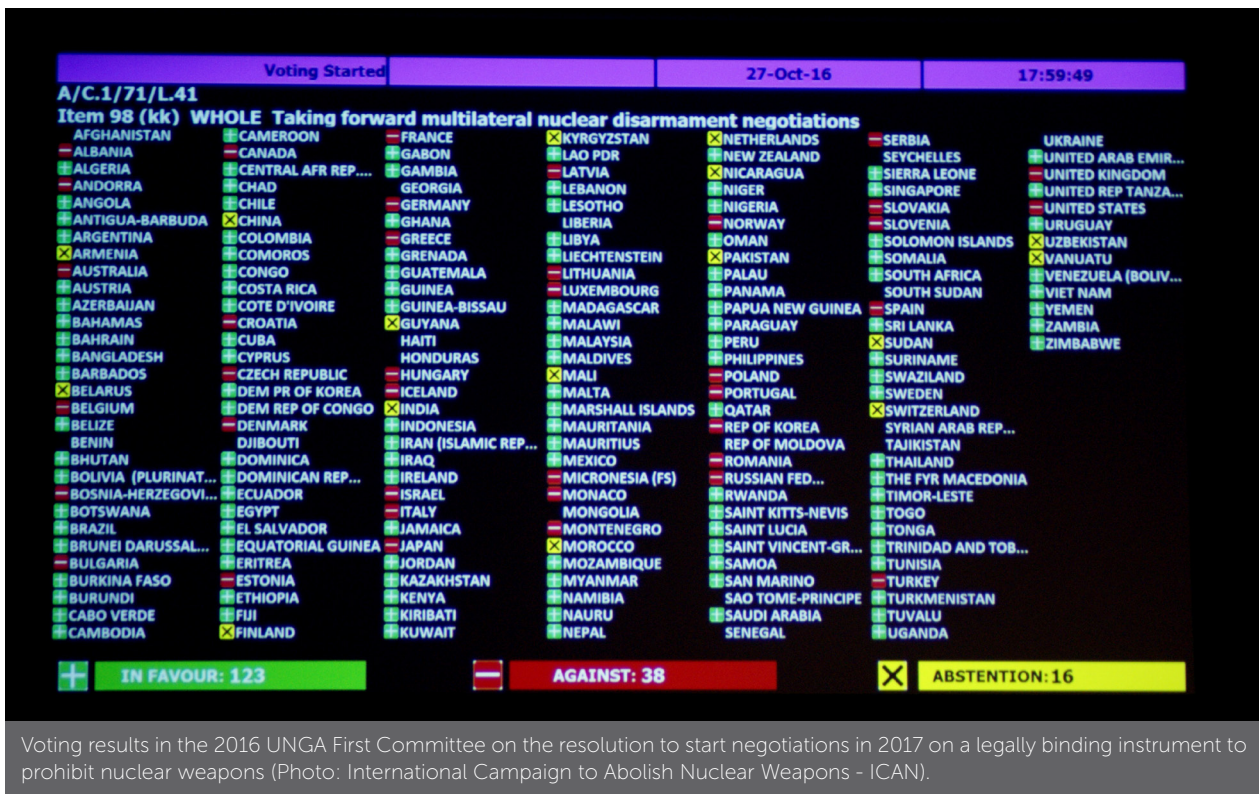 Voting Started
27-Oct-16
17:59:49
A/C.1/71/L.41
Item 98 (kk) WHOLE Taking forward multilateral nuclear disarmament negotiations
AFGHANISTAN
ALBANIA
ALGERIA
ANDORRA
ANGOLA
ANTIGUA-BARBUDA
ARGENTINA
ARMENIA
AUSTRALIA
AUSTRIA
AZERBAIJAN
BAHAMAS
BAHRAIN
BANGLADESH
BARBADOS
BELARUS
BELGIUM
BELIZE
BENIN
BHUTAN
BOLIVIA (PLURINAT...
BOSNIA-HERZEGOVI...
BOTSWANA
BRAZIL
BRUNEI DARUSSAL...
BULGARIA
BURKINA FASO
BURUNDI
CABO VERDE
CAMBODIA
CAMEROON
CANADA
CENTRAL AFR REP....
CHAD
CHILE
CHINA
COLOMBIA
COMOROS
CONGO
COSTA RICA
COTE D'IVOIRE
CROATIA
CUBA
CYPRUS
CZECH REPUBLIC
DEM PR OF KOREA
DEM REP OF CONGO
DENMARK
DJIBOUTI
DOMINICA
DOMINICAN REP...
ECUADOR
EGYPT
EL SALVADOR
EQUATORIAL GUINEA
ERITREA
ESTONIA
ETHIOPIA
FIJI
FINLAND
FRANCE
GABON
GAMBIA
GEORGIA
GERMANY
GHANA
GREECE
GRENADA
GUATEMALA
GUINEA
GUINEA-BISSAU
GUYANA
HAITI
HONDURAS
HUNGARY
ICELAND
INDIA
INDONESIA
IRAN (ISLAMIC REP...
IRAQ
IRELAND
ISRAEL
ITALY
JAMAICA
JAPAN
JORDAN
KAZAKHSTAN
KENYA
KIRIBATI
KUWAIT
KYRGYZSTAN
LAO PDR
LATVIA
LEBANON
LESOTHO
LIBERIA
LIBYA
LIECHTENSTEIN
LITHUANIA
LUXEMBOURG
MADAGASCAR
MALAWI
MALAYSIA
MALDIVES
MALI
MALTA
MARSHALL ISLANDS
MAURITANIA
MAURITIUS
MEXICO
MICRONESIA (FS)
MONACO
MONGOLIA
MONTENEGRO
MOROCCO
MOZAMBIQUE
MYANMAR
NAMIBIA
NAURU
NEPAL
NETHERLANDS
NEW ZEALAND
NICARAGUA
NIGER
NIGERIA
NORWAY
OMAN
PAKISTAN
PALAU
PANAMA
PAPUA NEW GUINEA
PARAGUAY
PERU
PHILIPPINES
POLAND
PORTUGAL
QATAR
REP OF KOREA
REP OF MOLDOVA
ROMANIA
RUSSIAN FED...
RWANDA
SAINT KITTS-NEVIS
SAINT LUCIA
SAINT VINCENT-GR...
SAMOA
SAN MARINO
SAO TOME-PRINCIPE
SAUDI ARABIA
SENEGAL
SERBIA
SEYCHELLES
SIERRA LEONE
SINGAPORE
SLOVAKIA
SLOVENIA
SOLOMON ISLANDS
SOMALIA
SOUTH AFRICA
SOUTH SUDAN
SPAIN
SRI LANKA
SUDAN
SURINAME
SWAZILAND
SWEDEN
SWITZERLAND
SYRIAN ARAB REP...
TAJIKISTAN
THAILAND
THE FYR MACEDONIA
TIMOR-LESTE
TOGO
TONGA
TRINIDAD AND TOB...
TUNISIA
TURKEY
TURKMENISTAN
TUVALU
UGANDA
UKRAINE
UNITED ARAB EMIR...
UNITED KINGDOM
UNITED REP TANZA...
UNITED STATES
URUGUAY
UZBEKISTAN
VANUATU
VENEZUELA (BOLIV...
VIET NAM
YEMEN
ZAMBIA
ZIMBABWE
IN FAVOUR: 123
AGAINST: 38
ABSTENTION:16
Voting results in the 2016 UNGA First Committee on the resolution to start negotiations in 2017 on a legally binding instrument to
prohibit nuclear weapons (Photo: International Campaign to Abolish Nuclear Weapons - ICAN).